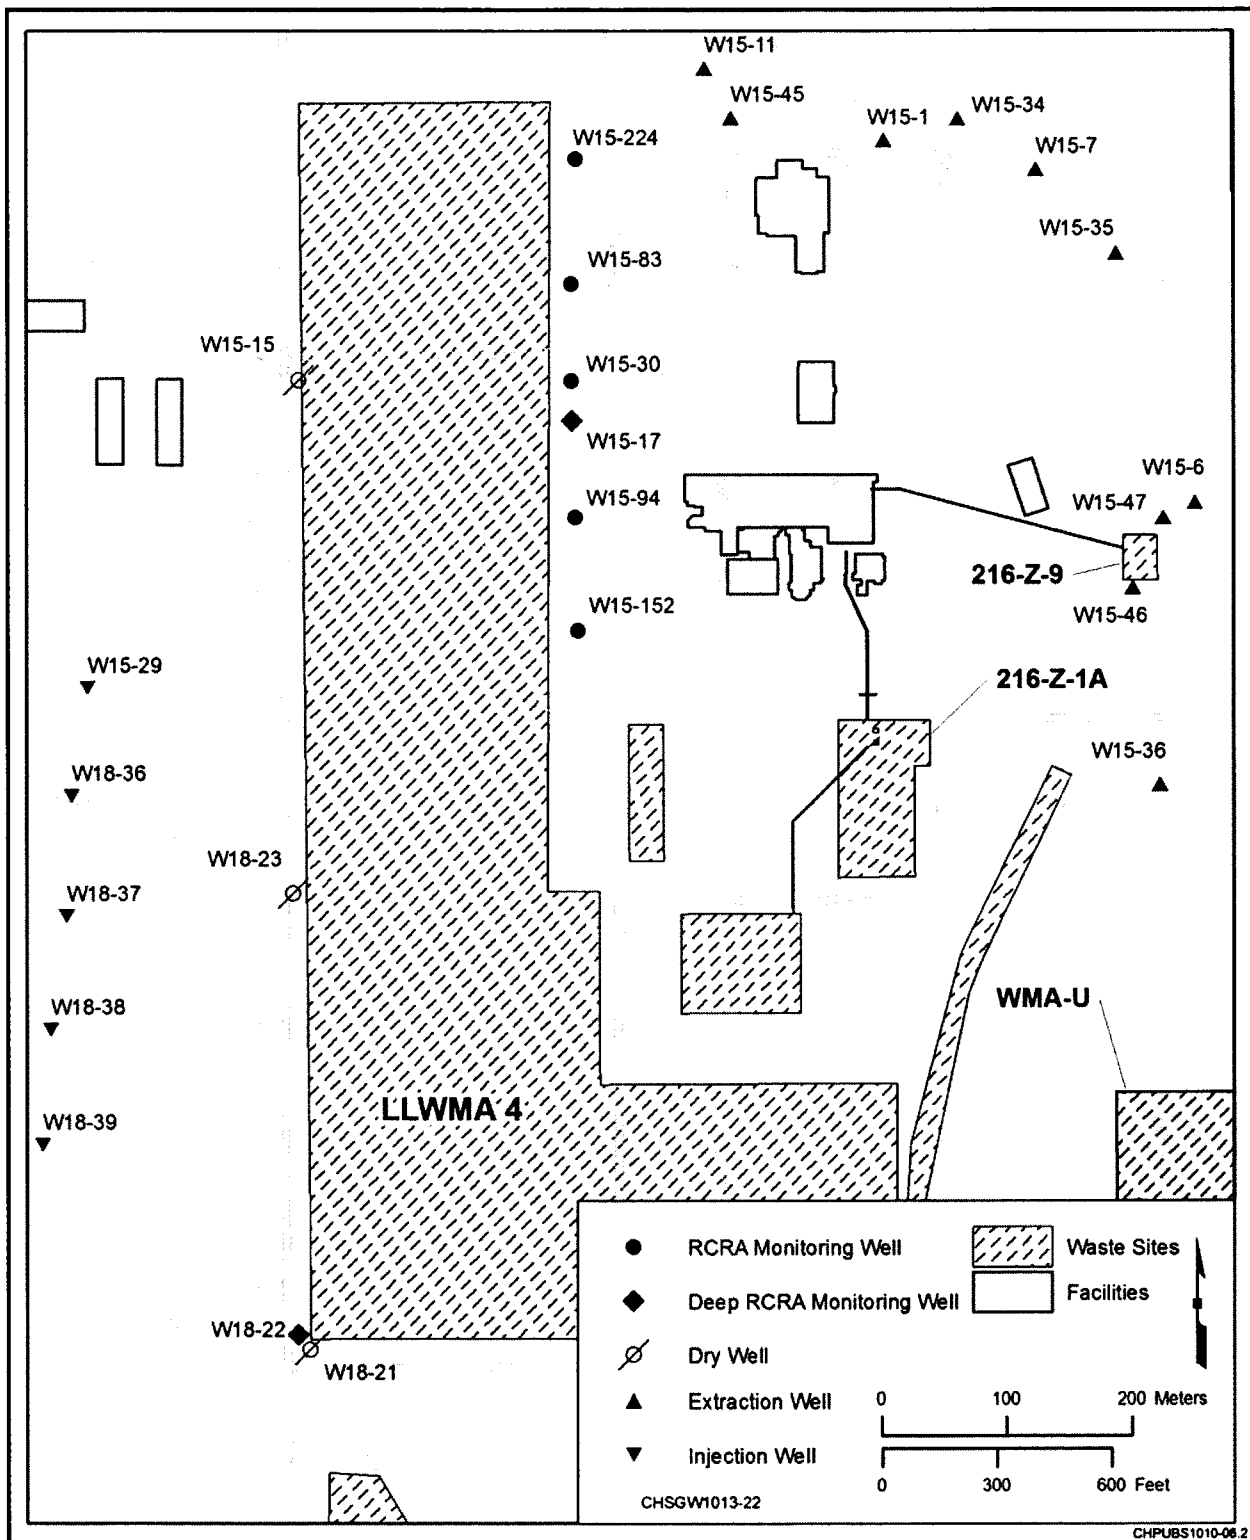 W15-11
W15-45
W15-34
W15-1
W15-224
W15-7
W15-35
W15-83
W15-15
W15-30
W15-17
W15-6
W15-47
W15-94
216-Z-9
W15-46
W15-152
W15-29
216-Z-1A
W15-36
W18-36
W18-23
W18-37
WMA-U
W18-38
LLWMA 4
W18-39
W18-22
W18-21
RCRA Monitoring Well
Deep RCRA Monitoring Well
Dry Well
Extraction Well
Injection Well
Waste Sites
Facilities
0 100 200 Meters
0 300 600 Feet
CHSGW1013-22
CHPUBS1010-06.2